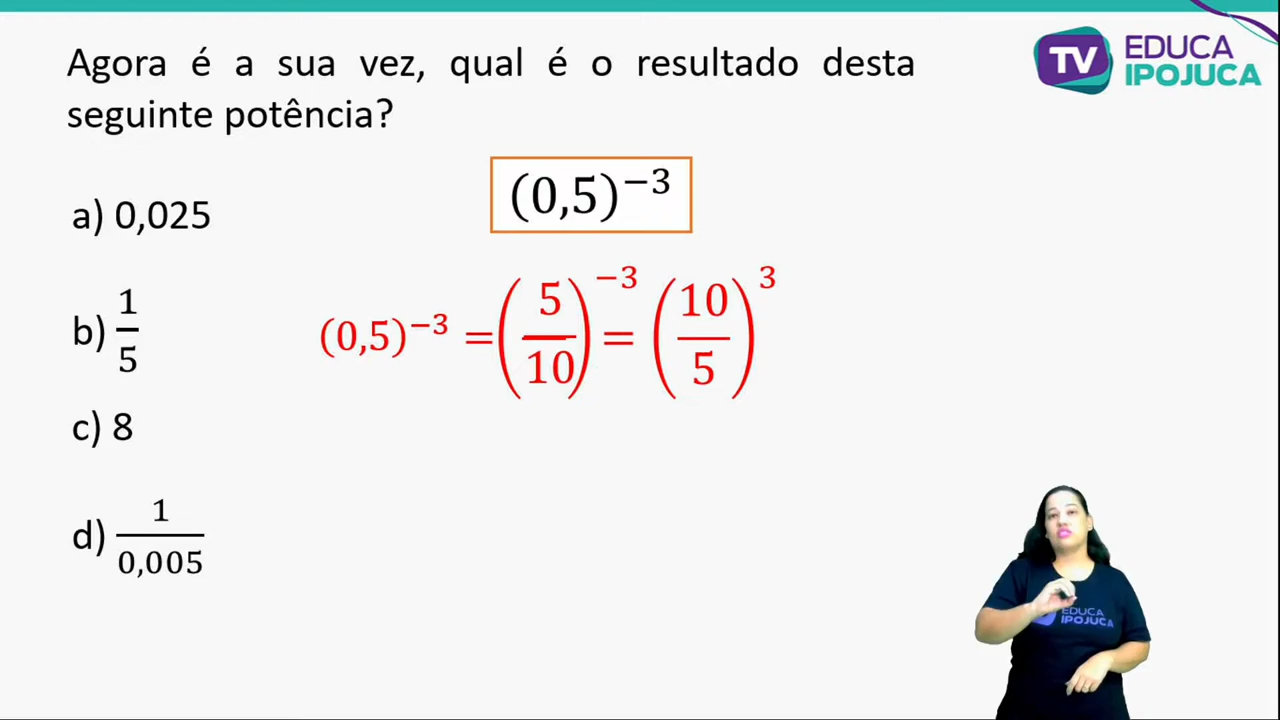 Agora é a sua vez, qual é o resultado desta
seguinte potência?
TV EDUCA
IPOJUCA
(0,5)⁻³
a) 0,025
b) 1/5
c) 8
d) 1/0,005
(0,5)⁻³ = (5/10)⁻³ = (10/5)³
EDUCA
IPOJUCA